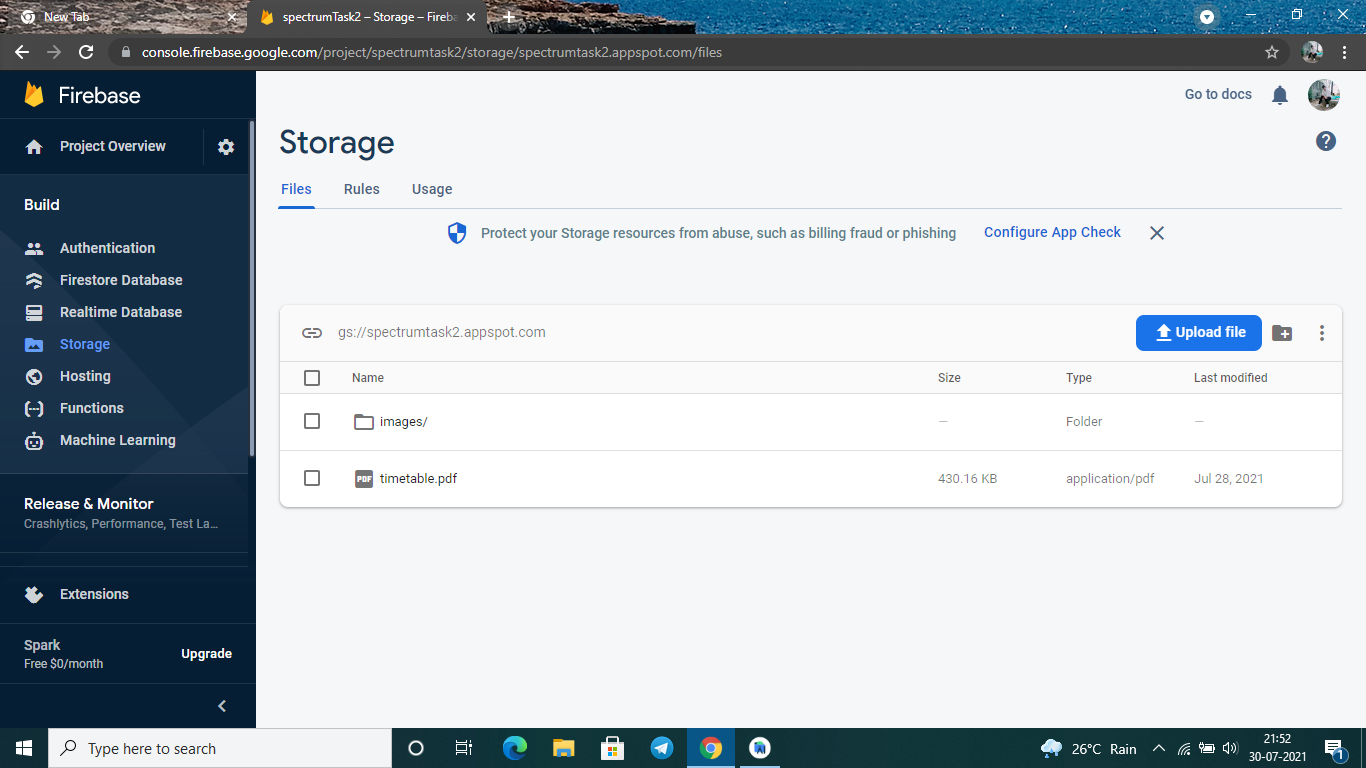 New Tab
spectrumTask2 – Storage – Fireba
console.firebase.google.com/project/spectrumtask2/storage/spectrumtask2.appspot.com/files
Firebase
Go to docs
Project Overview
Storage
Files Rules Usage
Build
Protect your Storage resources from abuse, such as billing fraud or phishing Configure App Check
Authentication
Firestore Database
Realtime Database
Storage
Hosting
Functions
Machine Learning
gs://spectrumtask2.appspot.com
Upload file
Name Size Type Last modified
images/ — Folder —
PDF timetable.pdf 430.16 KB application/pdf Jul 28, 2021
Release & Monitor
Crashlytics, Performance, Test La...
Extensions
Spark
Free $0/month
Upgrade
Type here to search
26°C Rain
21:52
30-07-2021
1